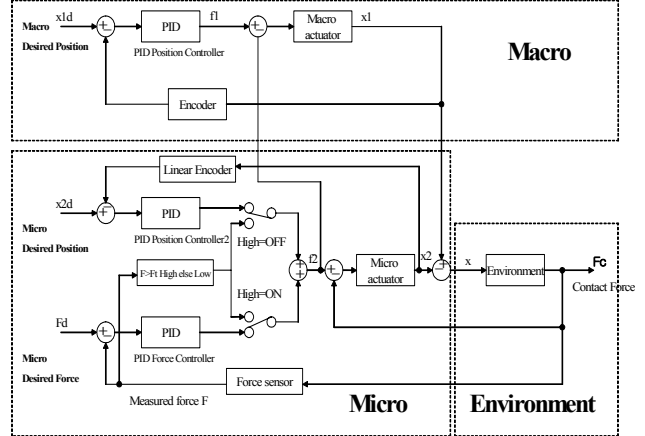 x1d
f1
x1
Macro
Desired Position
PID
Macro
actuator
PID Position Controller
Macro
Encoder
Linear Encoder
x2d
PID
Micro
Desired Position
PID Position Controller2
High=OFF
f2
x2
x
Fc
F>Ft High else Low
Micro
actuator
Environment
Contact Force
High=ON
Fd
PID
Micro
Desired Force
PID Force Controller
Force sensor
Measured force F
Micro
Environment